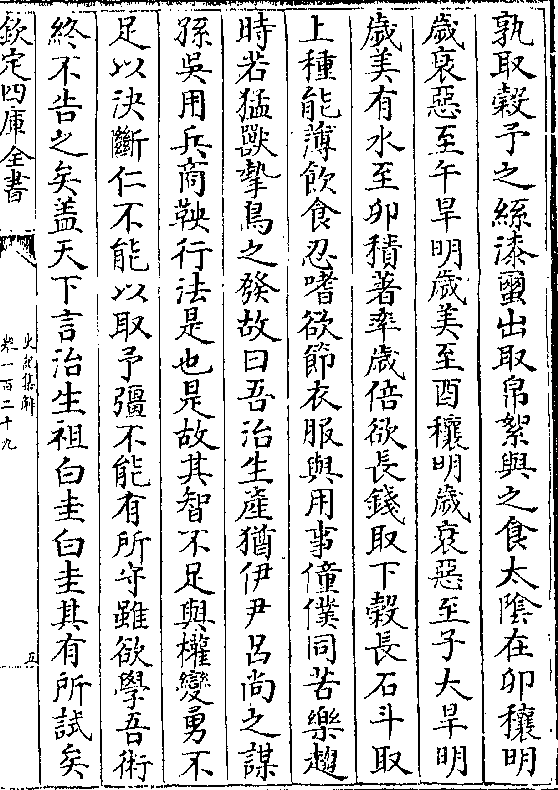 孰取糓予之絲漆蠒出取帛絮與之食太陰在卯穰明
歲衰惡至午旱明歲美至酉穰明歲衰惡至子大旱明
歲美有水至卯積著率歲倍欲長錢取下糓長石斗取
上種能薄飲食忍嗜欲節衣服與用事僮僕同苦樂趨
時若猛獸摯鳥之發故曰吾治生產猶伊尹呂尚之謀
孫吳用兵商鞅行法是也是故其智不足與權變勇不
足以決斷仁不能以取予彊不能有所守雖欲學吾術
終不告之矣蓋天下言治生祖白圭白圭其有所試矣
欽定四庫全書
史記集解
卷一百二十九
五